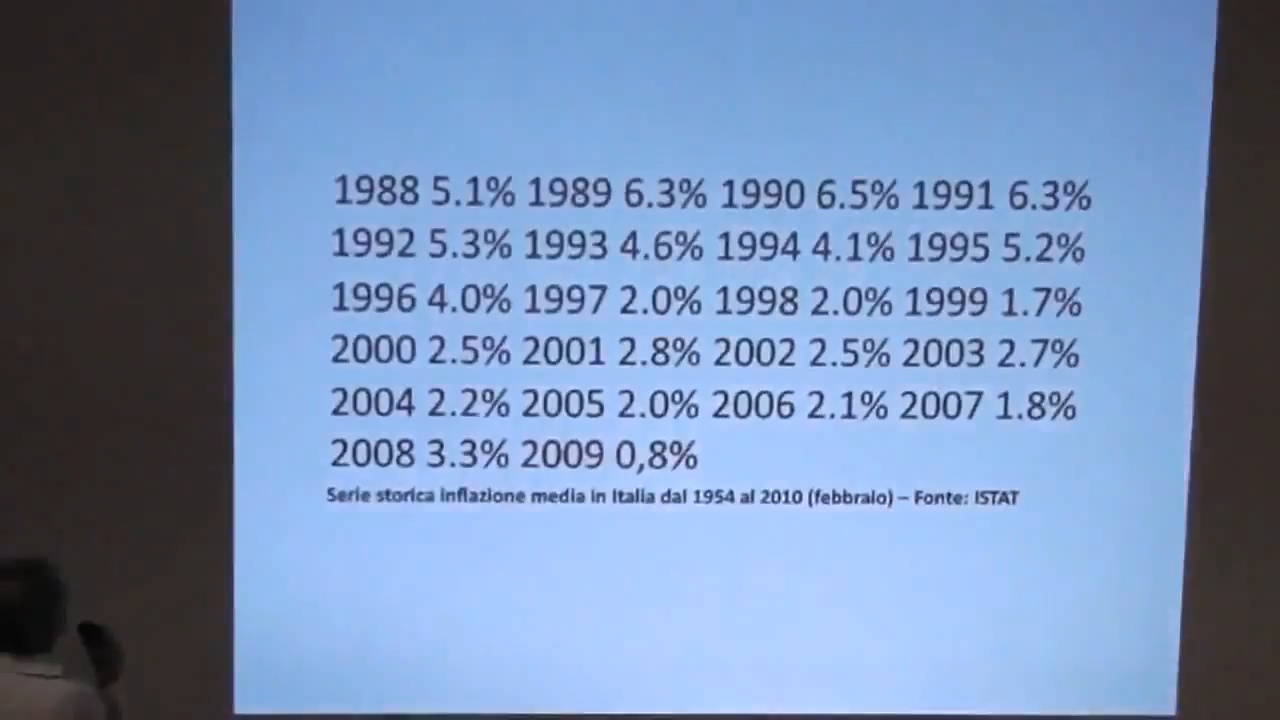 1988 5.1% 1989 6.3% 1990 6.5% 1991 6.3%
1992 5.3% 1993 4.6% 1994 4.1% 1995 5.2%
1996 4.0% 1997 2.0% 1998 2.0% 1999 1.7%
2000 2.5% 2001 2.8% 2002 2.5% 2003 2.7%
2004 2.2% 2005 2.0% 2006 2.1% 2007 1.8%
2008 3.3% 2009 0,8%
Serie storica inflazione media in Italia dal 1954 al 2010 (febbraio) – Fonte: ISTAT